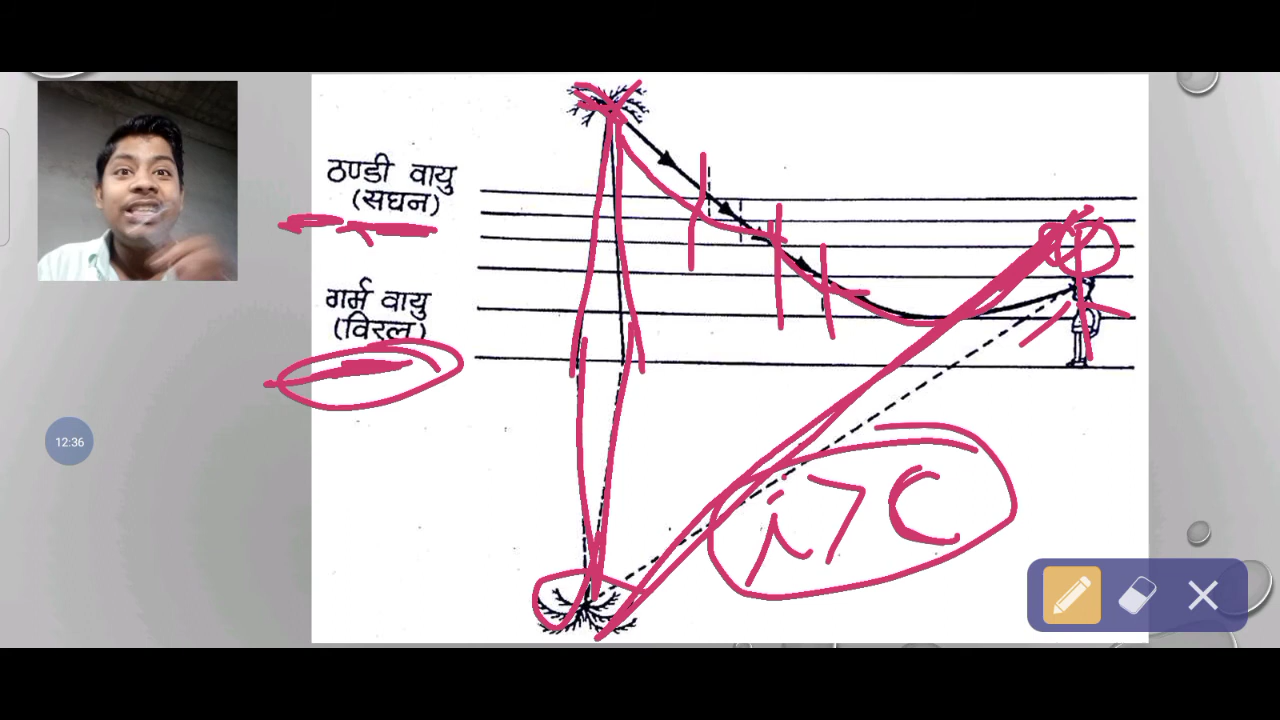 ठण्डी वायु
(सघन)
गर्म वायु
(विरल)
12:36
i>C